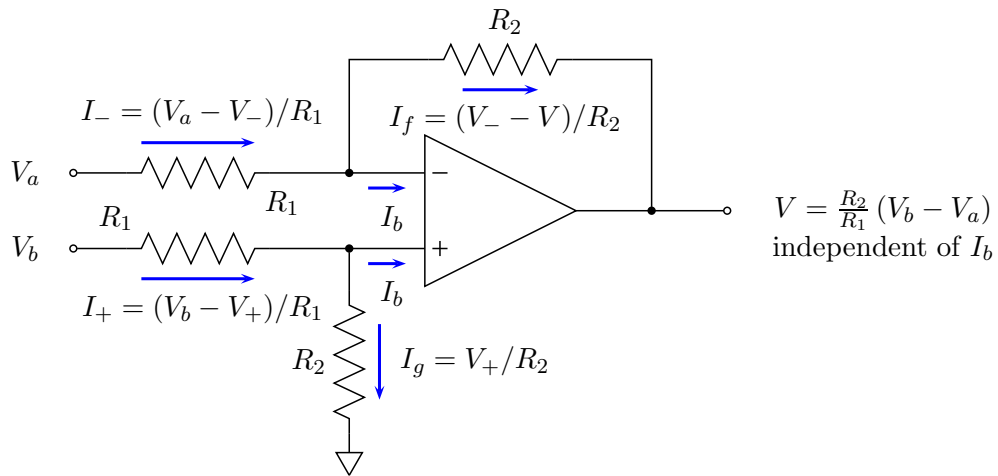 R_2
I_- = (V_a − V_-)/R_1
I_f = (V_- − V)/R_2
V_a
R_1
−
I_b
V = \frac{R_2}{R_1} (V_b − V_a)
independent of I_b
R_1
V_b
+
I_b
I_+ = (V_b − V_+)/R_1
R_2
I_g = V_+/R_2